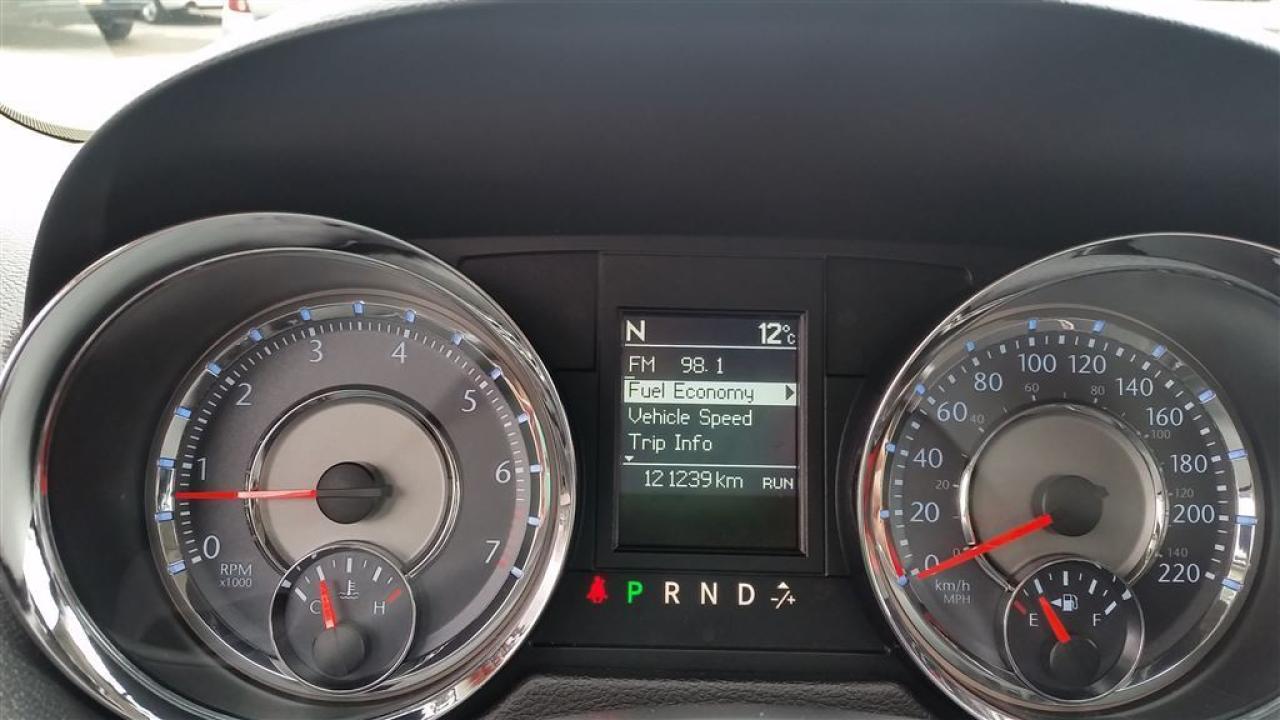 N 12°C
FM 98.1
Fuel Economy
Vehicle Speed
Trip Info
121239 km RUN
P R N D -/+
0 1 2 3 4 5 6 7
RPM
x1000
C H
0 20 40 60 80 100 120 140 160 180 200 220
0 20 40 60 80 100 120 140
km/h
MPH
E F